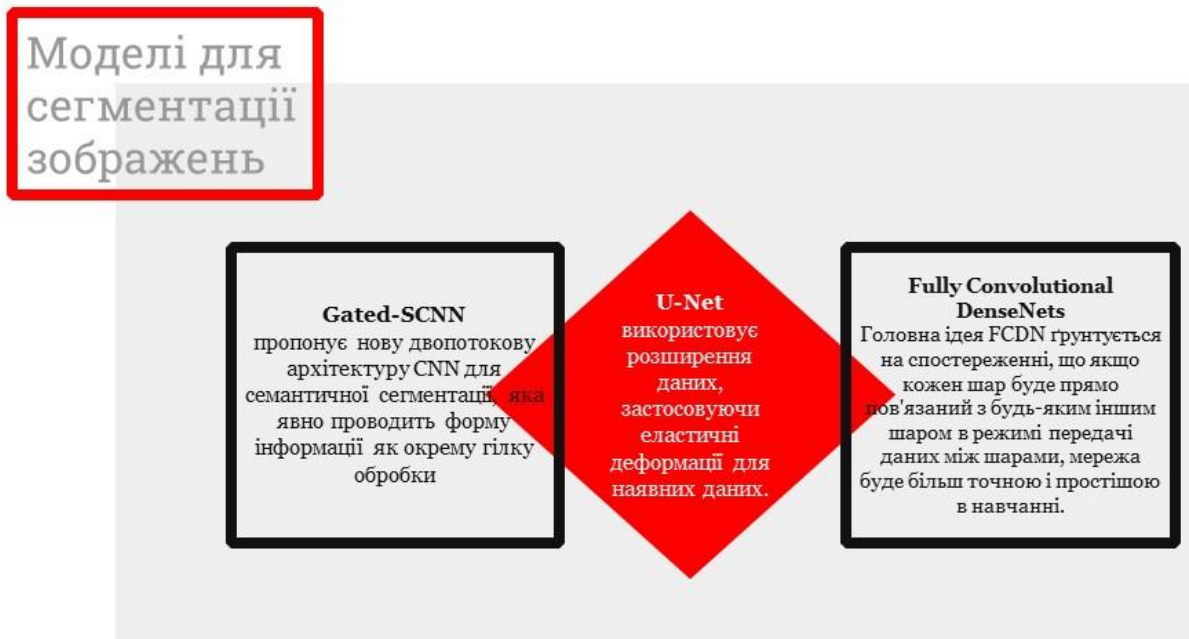 Моделі для
сегментації
зображень
Gated-SCNN
пропонує нову двопотокову
архітектуру CNN для
семантичної сегментації, яка
явно проводить форму
інформації як окрему гілку
обробки
U-Net
використовує
розширення
даних,
застосовуючи
еластичні
деформації для
наявних даних.
Fully Convolutional
DenseNets
Головна ідея FCDN ґрунтується
на спостереженні, що якщо
кожен шар буде прямо
пов'язаний з будь-яким іншим
шаром в режимі передачі
даних між шарами, мережа
буде більш точною і простішою
в навчанні.